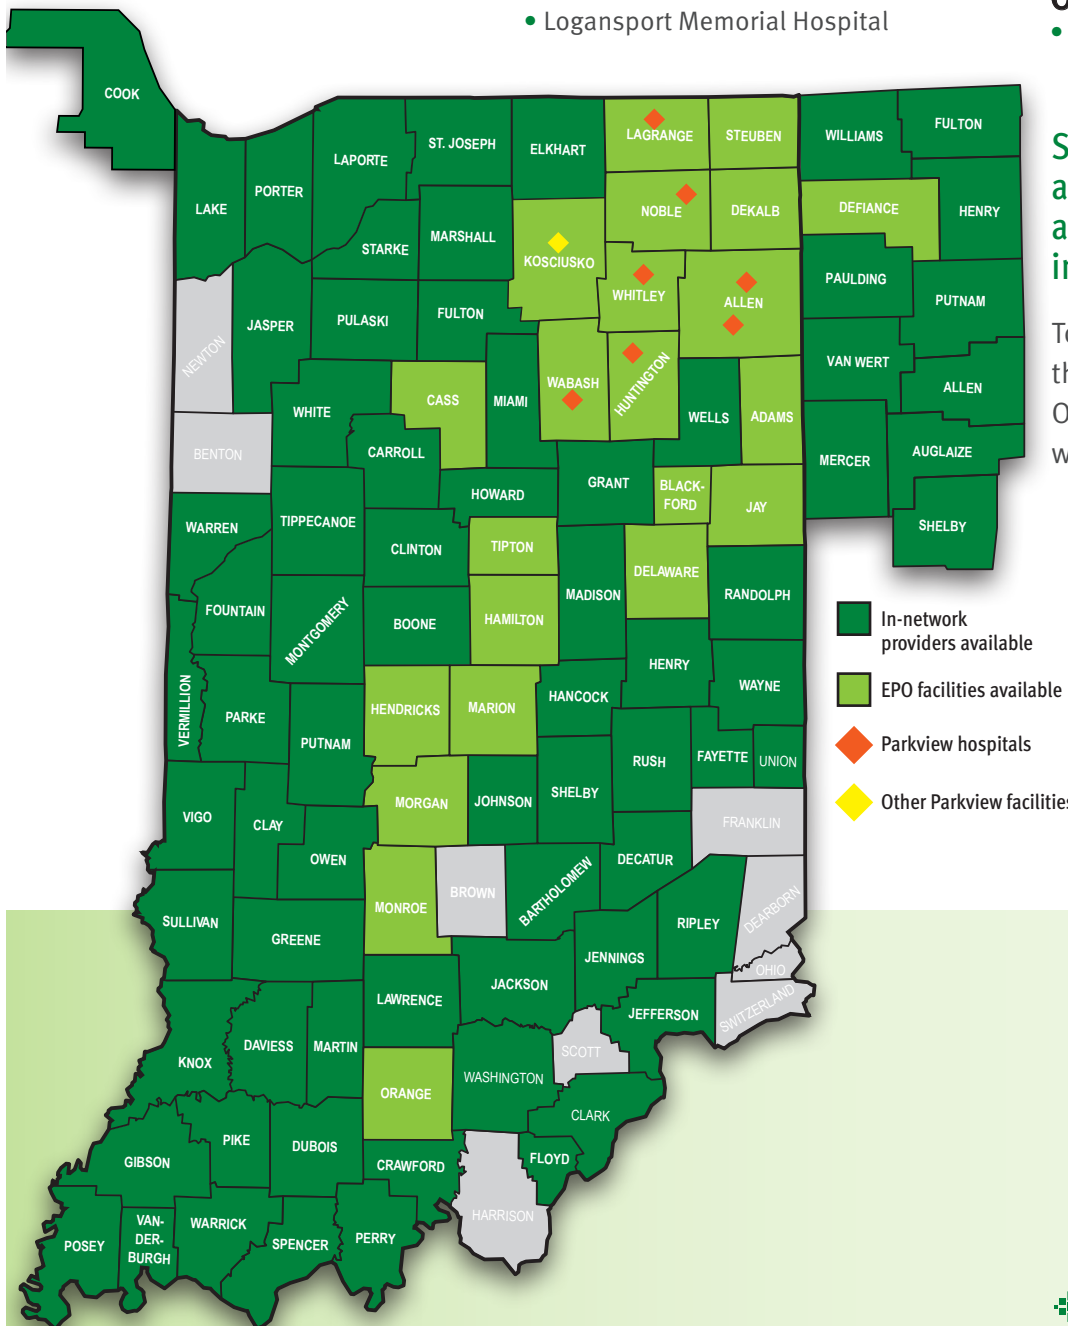 • Logansport Memorial Hospital
•
COOK
LAKE
PORTER
LAPORTE
ST. JOSEPH
ELKHART
LAGRANGE
STEUBEN
WILLIAMS
FULTON
STARKE
MARSHALL
KOSCIUSKO
NOBLE
DEKALB
DEFIANCE
HENRY
NEWTON
JASPER
PULASKI
FULTON
WHITLEY
ALLEN
PAULDING
PUTNAM
WHITE
CASS
MIAMI
WABASH
HUNTINGTON
WELLS
ADAMS
VAN WERT
ALLEN
BENTON
CARROLL
HOWARD
GRANT
BLACK-
FORD
JAY
MERCER
AUGLAIZE
SHELBY
WARREN
TIPPECANOE
CLINTON
TIPTON
MADISON
DELAWARE
RANDOLPH
FOUNTAIN
MONTGOMERY
BOONE
HAMILTON
HENRY
WAYNE
VERMILLION
PARKE
PUTNAM
HENDRICKS
MARION
HANCOCK
RUSH
FAYETTE
UNION
VIGO
CLAY
OWEN
MORGAN
JOHNSON
SHELBY
DECATUR
FRANKLIN
SULLIVAN
GREENE
MONROE
BROWN
BARTHOLOMEW
JENNINGS
RIPLEY
DEARBORN
OHIO
SWITZERLAND
KNOX
DAVIESS
MARTIN
LAWRENCE
JACKSON
SCOTT
JEFFERSON
ORANGE
WASHINGTON
CLARK
GIBSON
PIKE
DUBOIS
CRAWFORD
FLOYD
HARRISON
POSEY
VAN-
DER-
BURGH
WARRICK
SPENCER
PERRY
In-network
providers available
EPO facilities available
Parkview hospitals
Other Parkview facilities